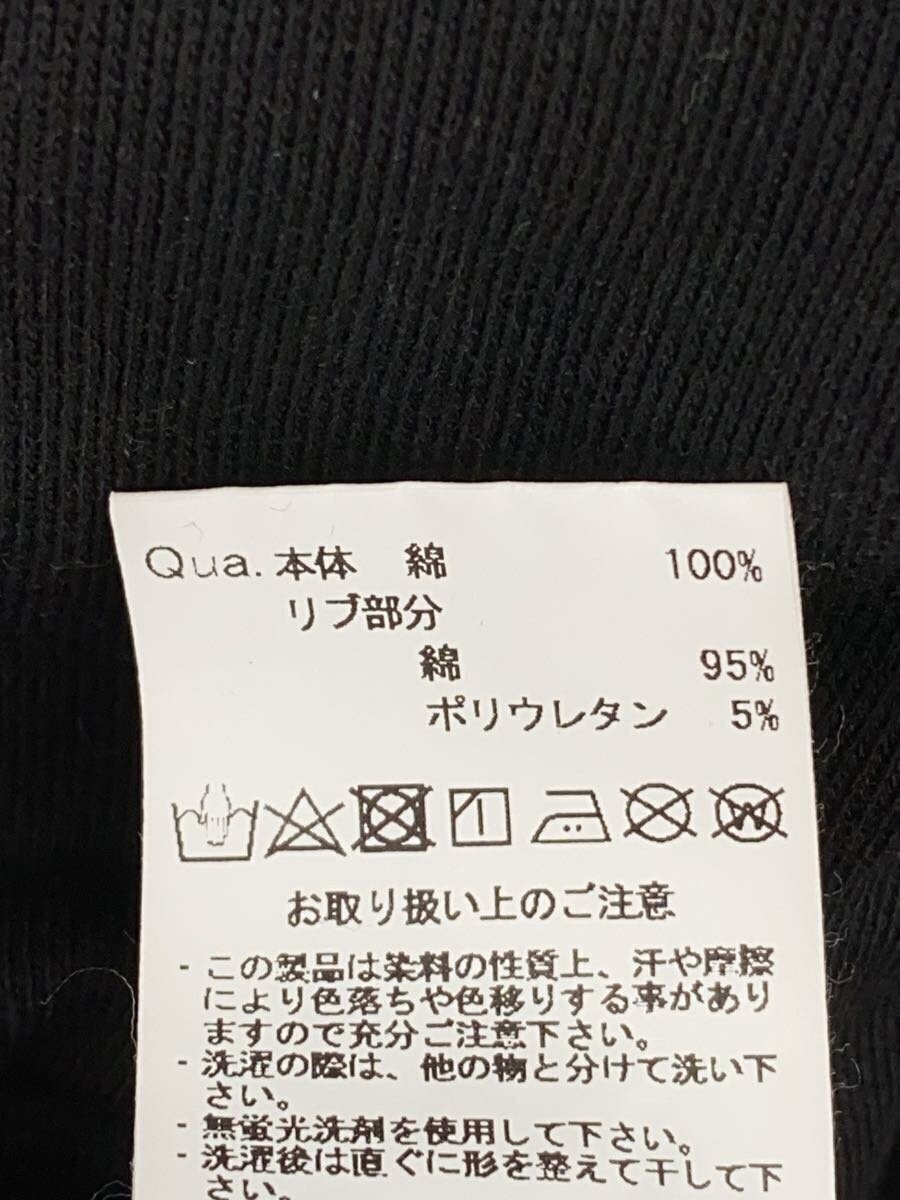 Qua. 本体 綿 100%
リブ部分
綿 95%
ポリウレタン 5%
W
お取り扱い上のご注意
- この製品は染料の性質上、汗や摩擦
により色落ちや色移りする事があり
ますので充分ご注意下さい。
- 洗濯の際は、他の物と分けて洗い下
さい。
- 無蛍光洗剤を使用して下さい。
- 洗濯後は直ぐに形を整えて干して下
さい。